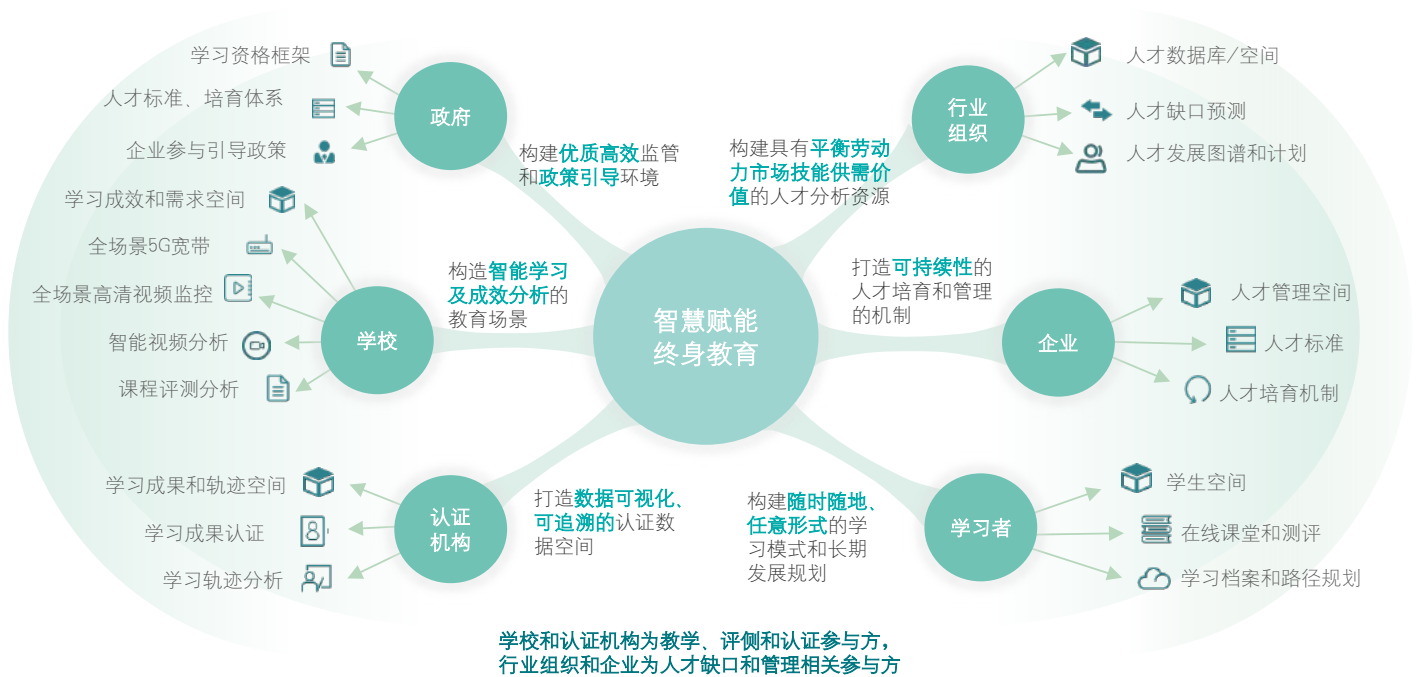 学习资格框架
人才标准、培育体系
企业参与引导政策
政府
构建优质高效监管
和政策引导环境
学习成效和需求空间
全场景5G宽带
全场景高清视频监控
智能视频分析
课程评测分析
学校
构造智能学习
及成效分析的
教育场景
学习成果和轨迹空间
学习成果认证
学习轨迹分析
认证
机构
打造数据可视化、
可追溯的认证数
据空间
智慧赋能
终身教育
行业
组织
构建具有平衡劳动
力市场技能供需价
值的人才分析资源
人才数据库/空间
人才缺口预测
人才发展图谱和计划
打造可持续性的
人才培育和管理
的机制
企业
人才管理空间
人才标准
人才培育机制
构建随时随地、
任意形式的学
习模式和长期
发展规划
学习者
学生空间
在线课堂和测评
学习档案和路径规划
学校和认证机构为教学、评侧和认证参与方，
行业组织和企业为人才缺口和管理相关参与方